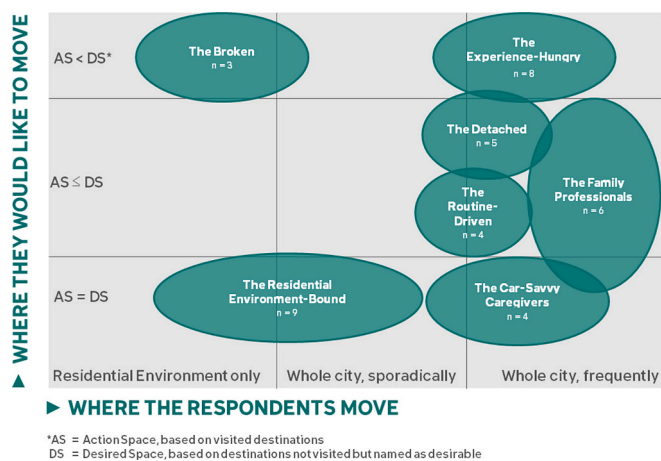 WHERE THEY WOULD LIKE TO MOVE
AS < DS*
The Broken
n = 3
The
Experience-Hungry
n = 8
AS ≤ DS
The Detached
n = 5
The
Routine-
Driven
n = 4
The Family
Professionals
n = 6
AS = DS
The Residential
Environment-Bound
n = 9
The Car-Savvy
Caregivers
n = 4
Residential Environment only
Whole city, sporadically
Whole city, frequently
WHERE THE RESPONDENTS MOVE
*AS = Action Space, based on visited destinations
DS = Desired Space, based on destinations not visited but named as desirable